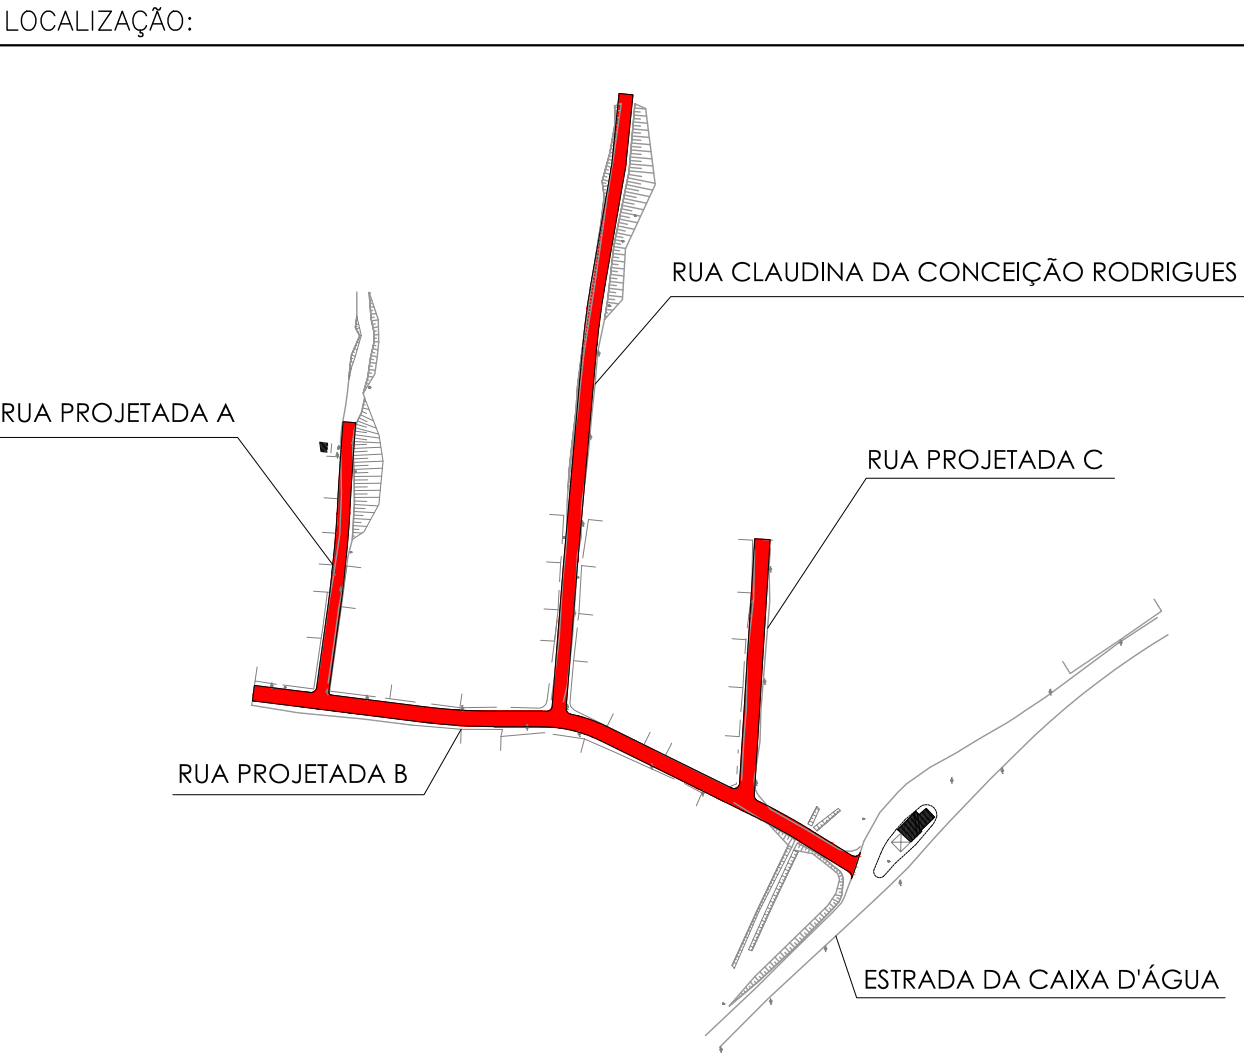 LOCALIZAÇÃO:
RUA CLAUDINA DA CONCEIÇÃO RODRIGUES
RUA PROJETADA A
RUA PROJETADA C
RUA PROJETADA B
ESTRADA DA CAIXA D'ÁGUA